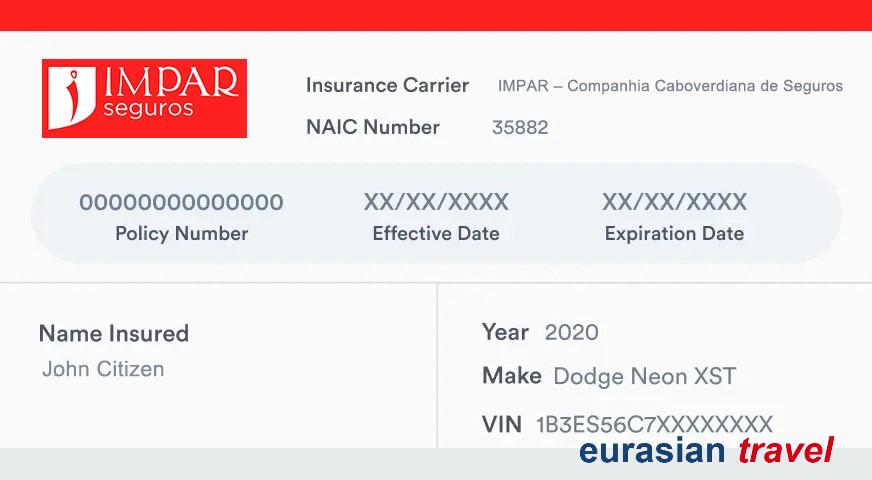 IMPAR
seguros
Insurance Carrier IMPAR – Companhia Caboverdiana de Seguros
NAIC Number 35882
00000000000000 XX/XX/XXXX XX/XX/XXXX
Policy Number Effective Date Expiration Date
Name Insured
John Citizen
Year 2020
Make Dodge Neon XST
VIN 1B3ES56C7XXXXXXXX
eurasian travel